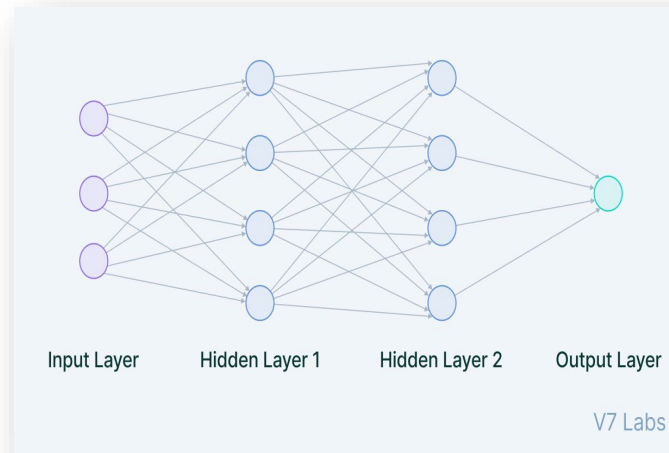 Input Layer
Hidden Layer 1
Hidden Layer 2
Output Layer
V7 Labs